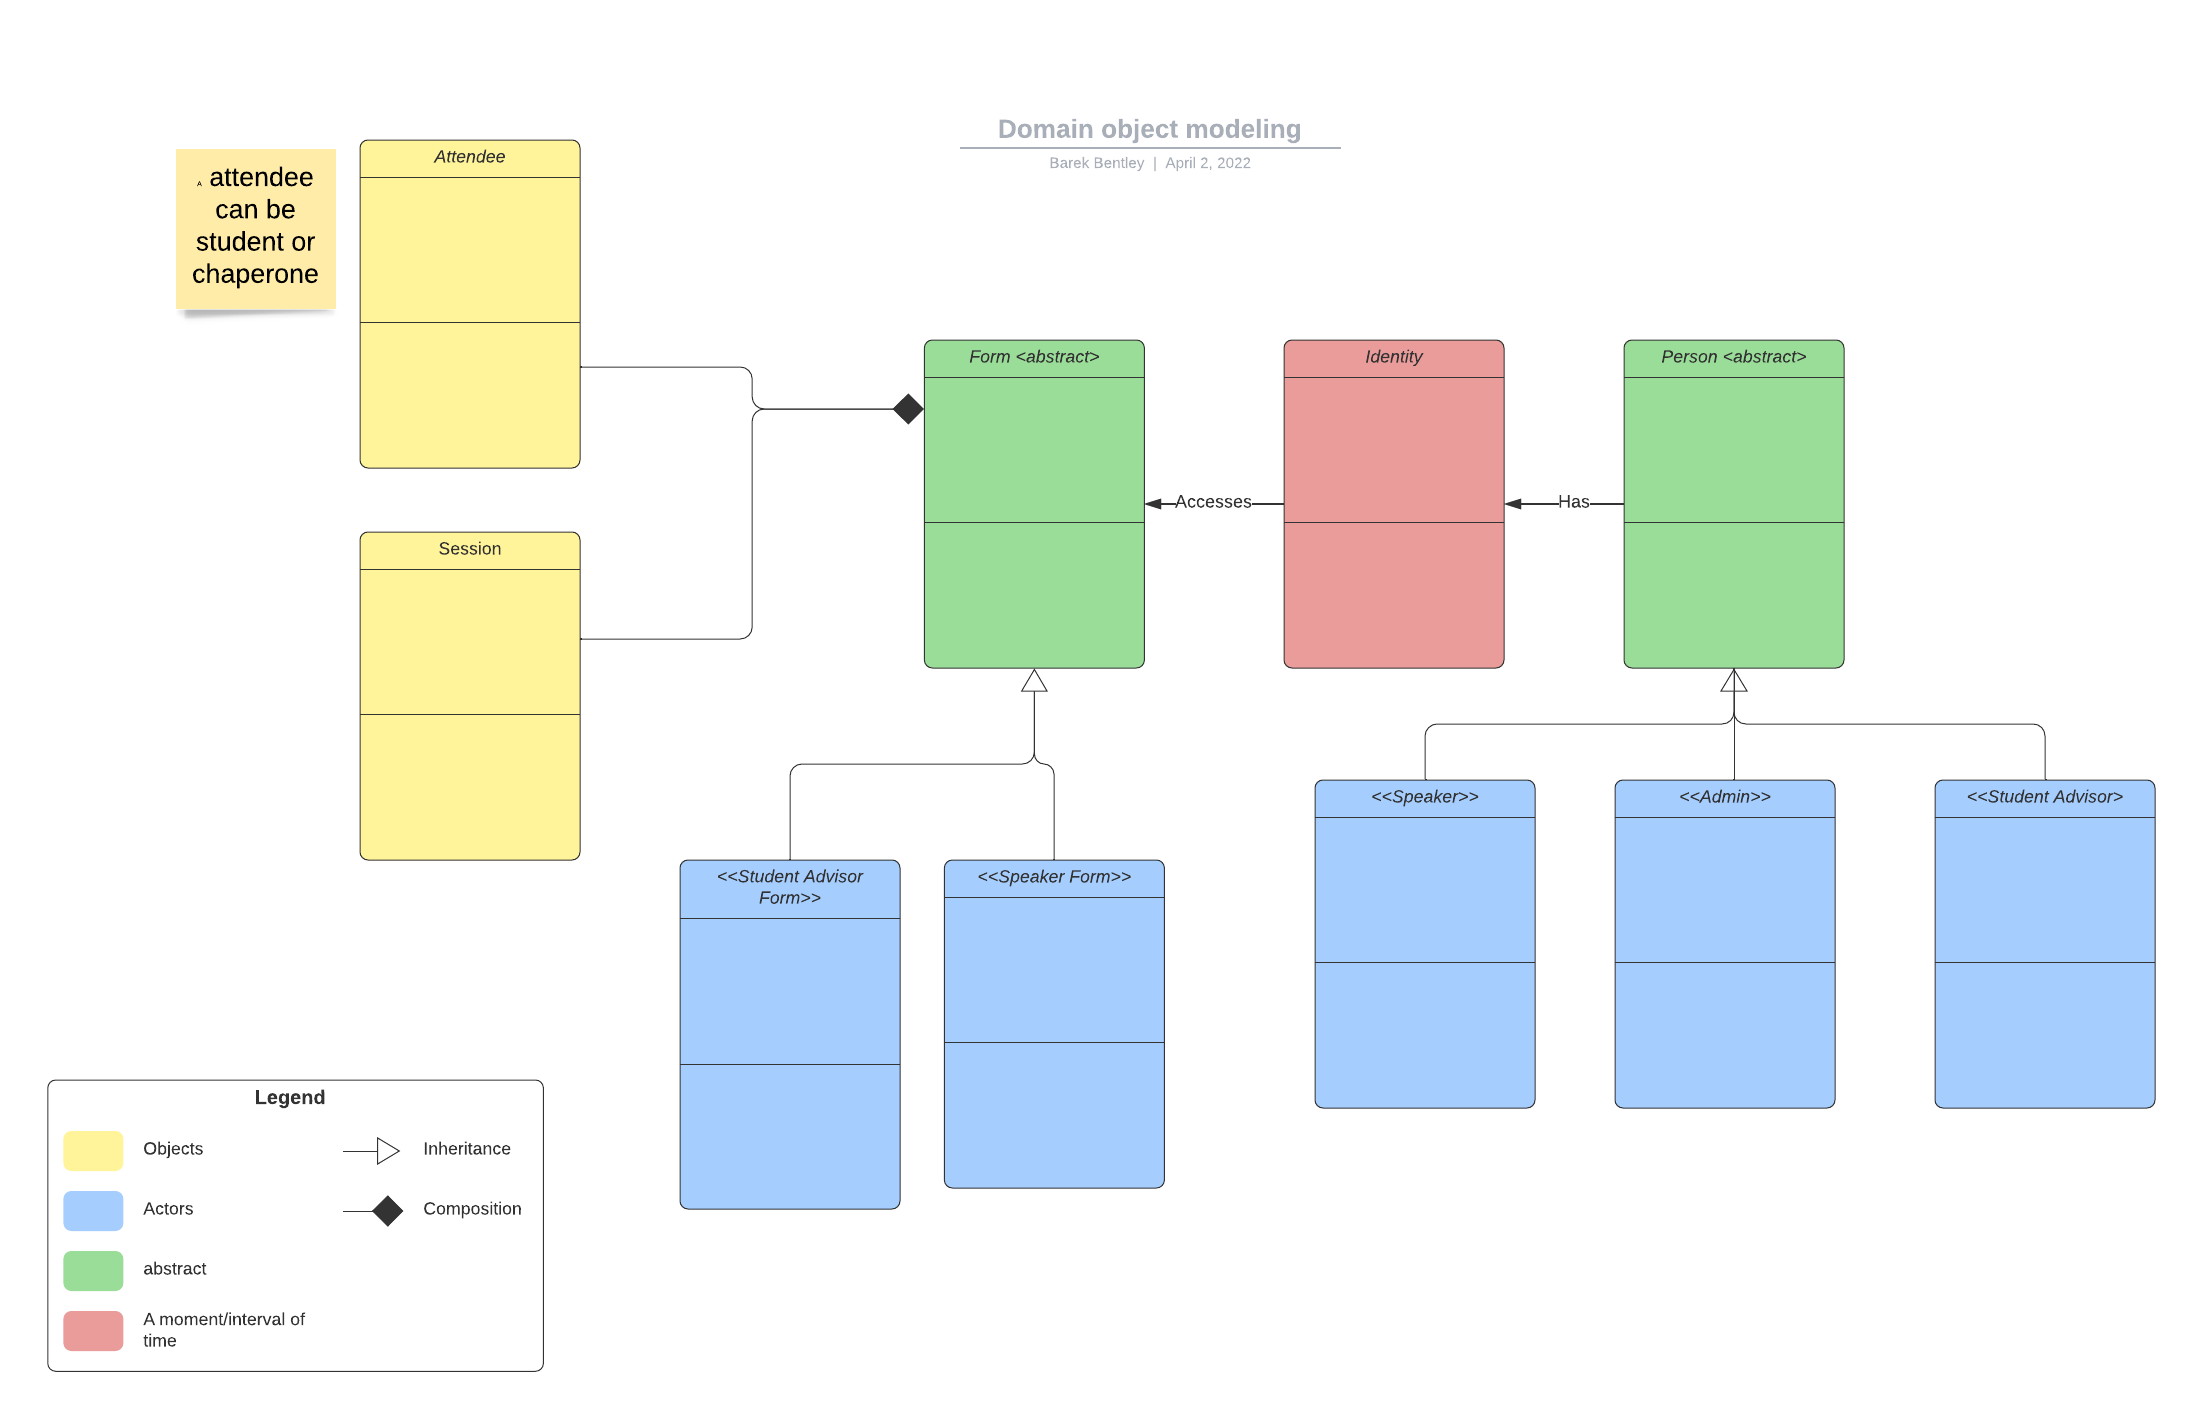 Domain object modeling
Barek Bentley | April 2, 2022
A attendee
can be
student or
chaperone
Attendee
Session
Form <abstract>
Identity
Person <abstract>
Accesses
Has
<<Speaker>>
<<Admin>>
<<Student Advisor>
<<Student Advisor
Form>>
<<Speaker Form>>
Legend
Objects
Inheritance
Actors
Composition
abstract
A moment/interval of
time